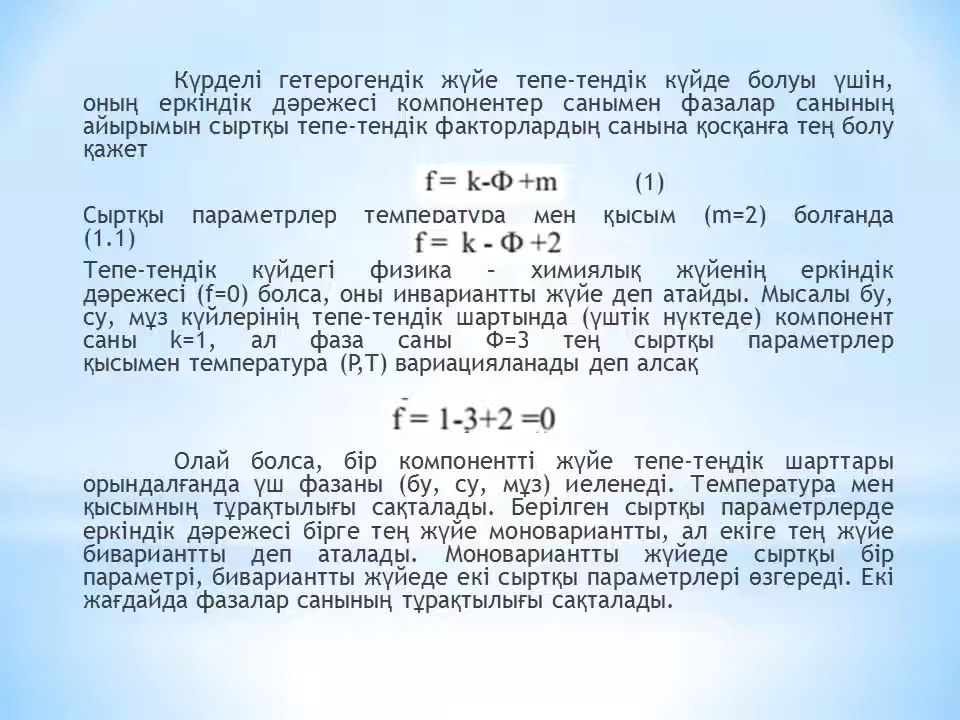 Күрделі гетерогендік жүйе тепе-тендік күйде болуы үшін,
оның еркіндік дәрежесі компонентер санымен фазалар санының
айырымын сыртқы тепе-тендік факторлардың санына қосқанға тең болу
қажет
f = k-Ф +m (1)
Сыртқы параметрлер температура мен қысым (m=2) болғанда
(1.1) f = k - Ф +2
Тепе-тендік күйдегі физика – химиялық жүйенің еркіндік
дәрежесі (f=0) болса, оны инвариантты жүйе деп атайды. Мысалы бу,
су, мұз күйлерінің тепе-тендік шартында (үштік нүктеде) компонент
саны k=1, ал фаза саны Ф=3 тең сыртқы параметрлер
қысымен температура (P,T) вариацияланады деп алсақ
f = 1-3+2 =0
Олай болса, бір компонентті жүйе тепе-теңдік шарттары
орындалғанда үш фазаны (бу, су, мұз) иеленеді. Температура мен
қысымның тұрақтылығы сақталады. Берілген сыртқы параметрлерде
еркіндік дәрежесі бірге тең жүйе моновариантты, ал екіге тең жүйе
бивариантты деп аталады. Моновариантты жүйеде сыртқы бір
параметрі, бивариантты жүйеде екі сыртқы параметрлері өзгереді. Екі
жағдайда фазалар санының тұрақтылығы сақталады.